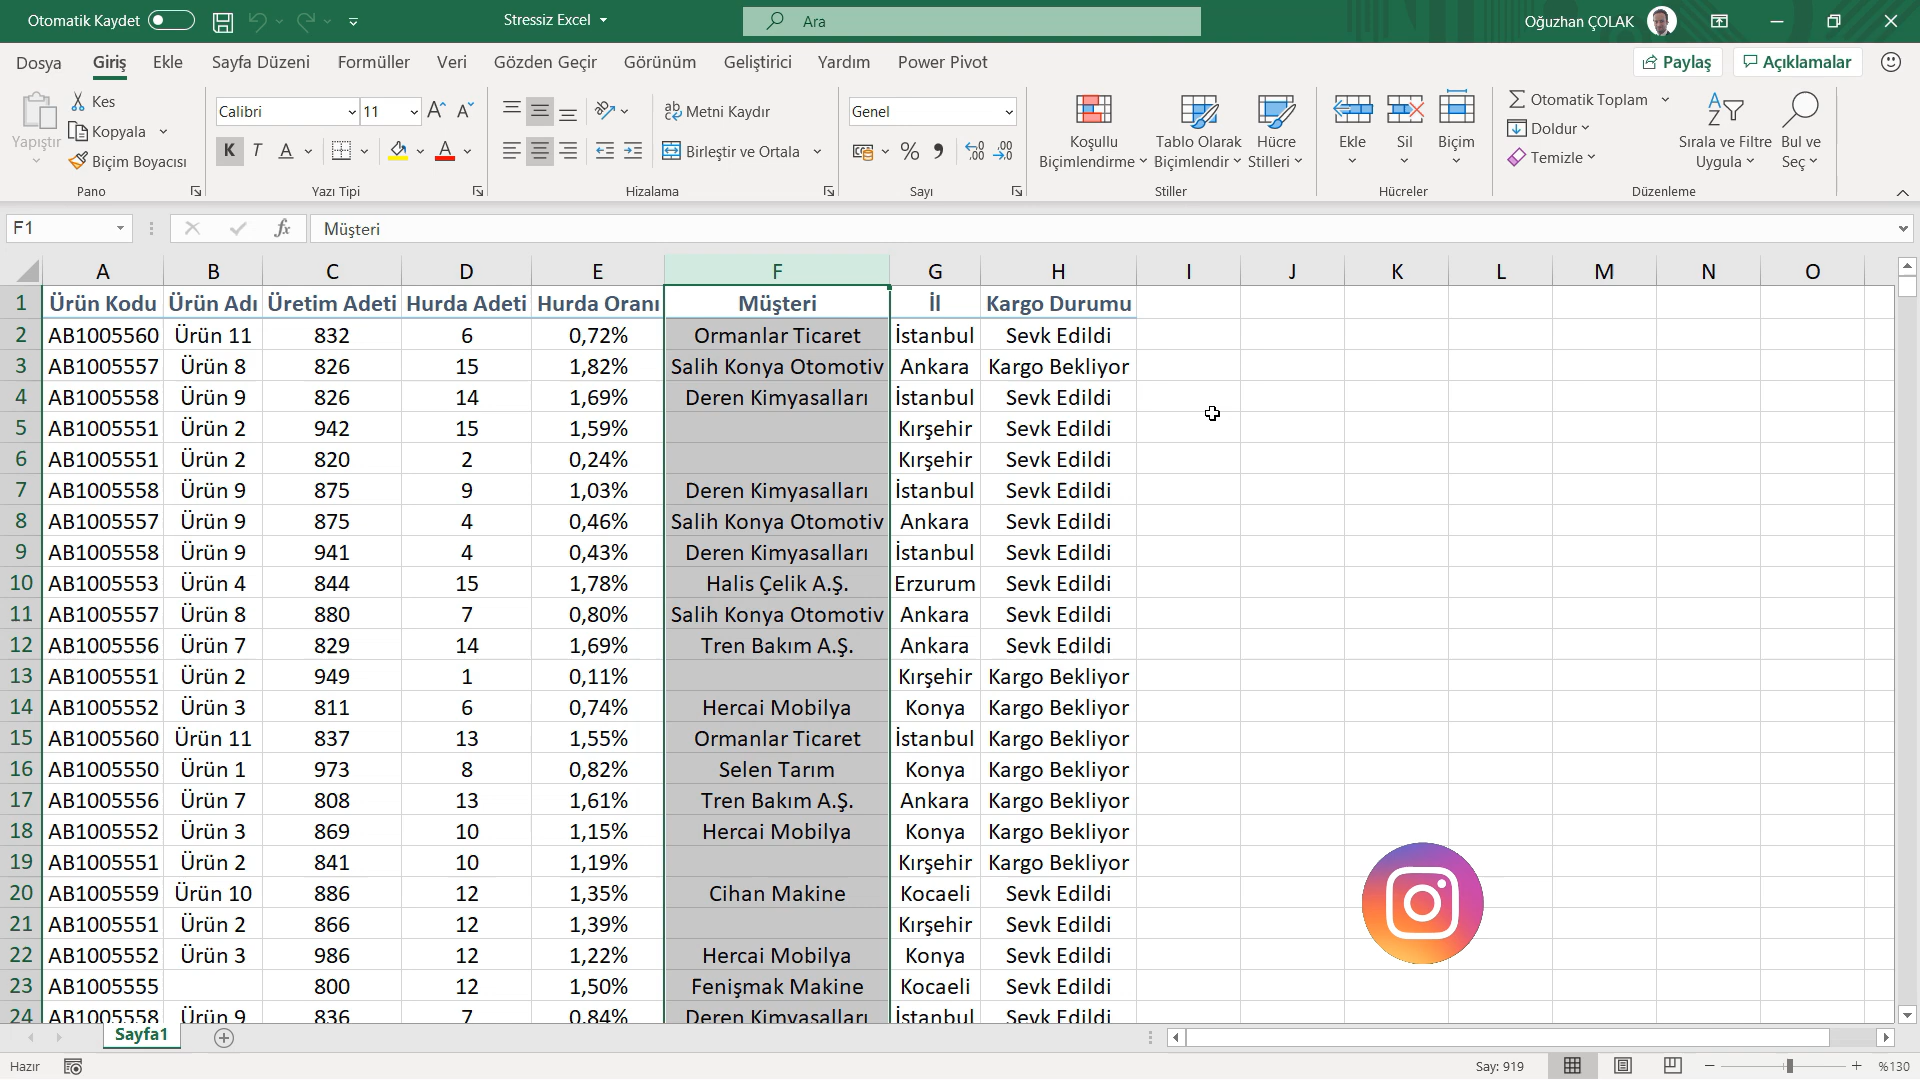 Otomatik Kaydet
Stressiz Excel
Ara
Oğuzhan ÇOLAK
Dosya Giriş Ekle Sayfa Düzeni Formüller Veri Gözden Geçir Görünüm Geliştirici Yardım Power Pivot Paylaş Açıklamalar
Yapıştır
Kes
Kopyala
Biçim Boyacısı
Pano
Calibri 11
K T A A
Yazı Tipi
Metni Kaydır
Birleştir ve Ortala
Hizalama
Genel
Sayı
Koşullu Biçimlendirme
Tablo Olarak Biçimlendir
Hücre Stilleri
Stiller
Ekle
Sil
Biçim
Hücreler
Otomatik Toplam
Doldur
Temizle
Sırala ve Filtre Uygula
Bul ve Seç
Düzenleme
F1 fx Müşteri
A B C D E F G H I J K L M N O
1 Ürün Kodu Ürün Adı Üretim Adeti Hurda Adeti Hurda Oranı Müşteri İl Kargo Durumu
2 AB1005560 Ürün 11 832 6 0,72% Ormanlar Ticaret İstanbul Sevk Edildi
3 AB1005557 Ürün 8 826 15 1,82% Salih Konya Otomotiv Ankara Kargo Bekliyor
4 AB1005558 Ürün 9 826 14 1,69% Deren Kimyasalları İstanbul Sevk Edildi
5 AB1005551 Ürün 2 942 15 1,59% Kırşehir Sevk Edildi
6 AB1005551 Ürün 2 820 2 0,24% Kırşehir Sevk Edildi
7 AB1005558 Ürün 9 875 9 1,03% Deren Kimyasalları İstanbul Sevk Edildi
8 AB1005557 Ürün 9 875 4 0,46% Salih Konya Otomotiv Ankara Sevk Edildi
9 AB1005558 Ürün 9 941 4 0,43% Deren Kimyasalları İstanbul Sevk Edildi
10 AB1005553 Ürün 4 844 15 1,78% Halis Çelik A.Ş. Erzurum Sevk Edildi
11 AB1005557 Ürün 8 880 7 0,80% Salih Konya Otomotiv Ankara Sevk Edildi
12 AB1005556 Ürün 7 829 14 1,69% Tren Bakım A.Ş. Ankara Sevk Edildi
13 AB1005551 Ürün 2 949 1 0,11% Kırşehir Kargo Bekliyor
14 AB1005552 Ürün 3 811 6 0,74% Hercai Mobilya Konya Kargo Bekliyor
15 AB1005560 Ürün 11 837 13 1,55% Ormanlar Ticaret İstanbul Kargo Bekliyor
16 AB1005550 Ürün 1 973 8 0,82% Selen Tarım Konya Kargo Bekliyor
17 AB1005556 Ürün 7 808 13 1,61% Tren Bakım A.Ş. Ankara Kargo Bekliyor
18 AB1005552 Ürün 3 869 10 1,15% Hercai Mobilya Konya Kargo Bekliyor
19 AB1005551 Ürün 2 841 10 1,19% Kırşehir Kargo Bekliyor
20 AB1005559 Ürün 10 886 12 1,35% Cihan Makine Kocaeli Sevk Edildi
21 AB1005551 Ürün 2 866 12 1,39% Kırşehir Sevk Edildi
22 AB1005552 Ürün 3 986 12 1,22% Hercai Mobilya Konya Sevk Edildi
23 AB1005555 800 12 1,50% Fenişmak Makine Kocaeli Sevk Edildi
24 AB1005558 Ürün 9 836 7 0,84% Deren Kimyasalları İstanbul Sevk Edildi
Sayfa1
Hazır
Say: 919
%130